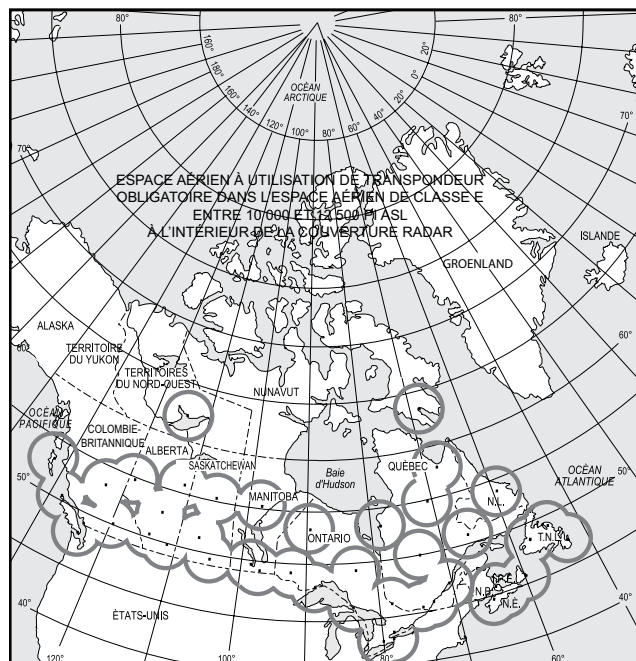 80°
80°
160°
160°
180°
160°
140°
120°
100°
80°
60°
40°
20°
0°
20°
OCÉAN
ARCTIQUE
70°
70°
ESPACE AÉRIEN À UTILISATION DE TRANSPONDEUR
OBLIGATOIRE DANS L'ESPACE AÉRIEN DE CLASSE E
ENTRE 10 000 ET 12 500 PI ASL
À L'INTÉRIEUR DE LA COUVERTURE RADAR
ISLANDE
GROENLAND
ALASKA
TERRITOIRE
DU YUKON
TERRITOIRES
DU NORD-OUEST
NUNAVUT
60°
60°
OCÉAN
PACIFIQUE
COLOMBIE-
BRITANNIQUE
ALBERTA
SASKATCHEWAN
MANITOBA
Baie
d'Hudson
ONTARIO
QUÉBEC
OCÉAN
ATLANTIQUE
N.L.
T.N.L.
50°
50°
Î.P.É.
N.B.
N.É.
ÉTATS-UNIS
40°
40°
120°
100°
80°
60°